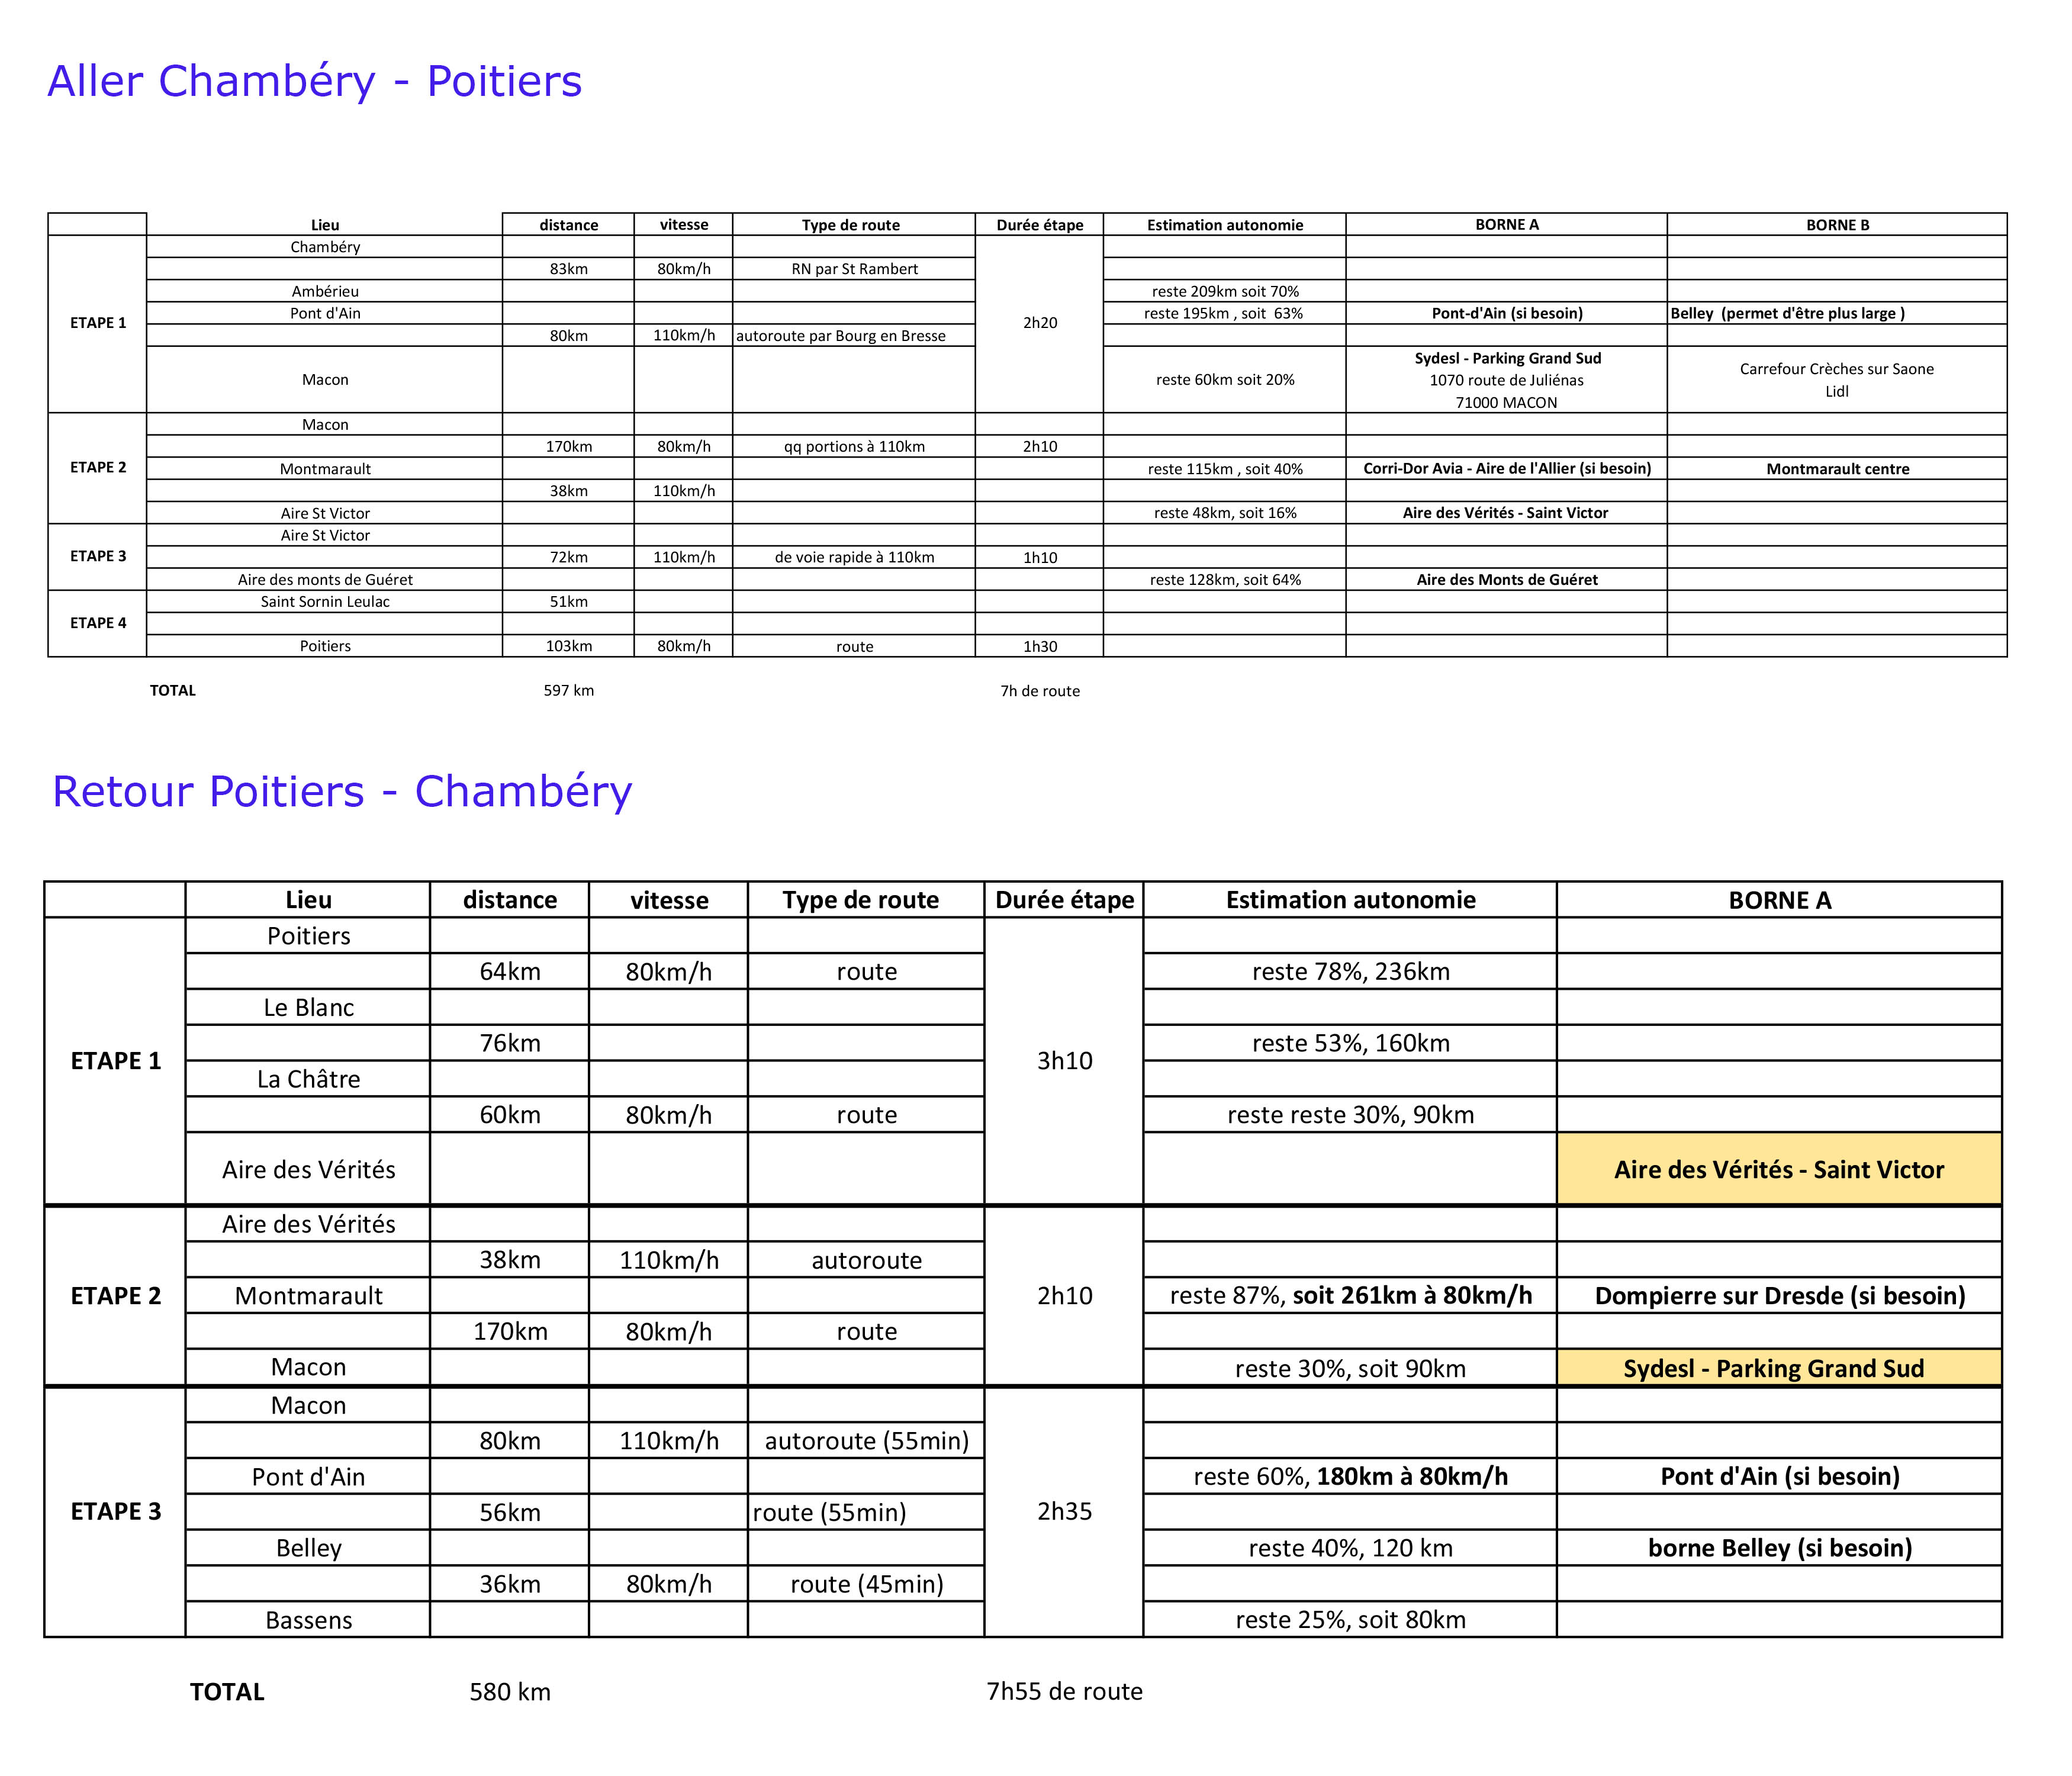 Aller Chambéry - Poitiers
Lieu distance vitesse Type de route Durée étape Estimation autonomie BORNE A BORNE B
ETAPE 1
Chambéry
83km 80km/h RN par St Rambert
Ambérieu reste 209km soit 70%
Pont d'Ain 2h20 reste 195km , soit 63% Pont-d'Ain (si besoin) Belley (permet d'être plus large )
80km 110km/h autoroute par Bourg en Bresse
Macon reste 60km soit 20% Sydesl - Parking Grand Sud
1070 route de Juliénas
71000 MACON
Carrefour Crèches sur Saone
Lidl
ETAPE 2
Macon
170km 80km/h qq portions à 110km 2h10
Montmarault reste 115km , soit 40% Corri-Dor Avia - Aire de l'Allier (si besoin) Montmarault centre
38km 110km/h
Aire St Victor reste 48km, soit 16% Aire des Vérités - Saint Victor
ETAPE 3
Aire St Victor
72km 110km/h de voie rapide à 110km 1h10
Aire des monts de Guéret reste 128km, soit 64% Aire des Monts de Guéret
ETAPE 4
Saint Sornin Leulac 51km
Poitiers 103km 80km/h route 1h30
TOTAL 597 km 7h de route
Retour Poitiers - Chambéry
Lieu distance vitesse Type de route Durée étape Estimation autonomie BORNE A
ETAPE 1
Poitiers
64km 80km/h route reste 78%, 236km
Le Blanc
76km reste 53%, 160km
3h10
La Châtre
60km 80km/h route reste reste 30%, 90km
Aire des Vérités Aire des Vérités - Saint Victor
ETAPE 2
Aire des Vérités
38km 110km/h autoroute
Montmarault 2h10 reste 87%, soit 261km à 80km/h Dompierre sur Dresde (si besoin)
170km 80km/h route
Macon reste 30%, soit 90km Sydesl - Parking Grand Sud
ETAPE 3
Macon
80km 110km/h autoroute (55min)
Pont d'Ain reste 60%, 180km à 80km/h Pont d'Ain (si besoin)
56km route (55min) 2h35
Belley reste 40%, 120 km borne Belley (si besoin)
36km 80km/h route (45min)
Bassens reste 25%, soit 80km
TOTAL 580 km 7h55 de route